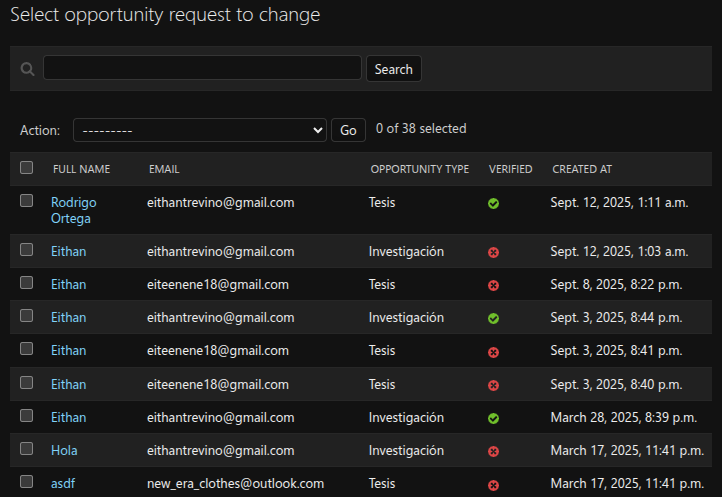 Select opportunity request to change
Search
Action: --------- Go 0 of 38 selected
FULL NAME EMAIL OPPORTUNITY TYPE VERIFIED CREATED AT
Rodrigo Ortega eithantrevino@gmail.com Tesis Sept. 12, 2025, 1:11 a.m.
Eithan eithantrevino@gmail.com Investigación Sept. 12, 2025, 1:03 a.m.
Eithan eiteenene18@gmail.com Tesis Sept. 8, 2025, 8:22 p.m.
Eithan eithantrevino@gmail.com Investigación Sept. 3, 2025, 8:44 p.m.
Eithan eiteenene18@gmail.com Tesis Sept. 3, 2025, 8:41 p.m.
Eithan eiteenene18@gmail.com Tesis Sept. 3, 2025, 8:40 p.m.
Eithan eithantrevino@gmail.com Investigación March 28, 2025, 8:39 p.m.
Hola eithantrevino@gmail.com Investigación March 17, 2025, 11:41 p.m.
asdf new_era_clothes@outlook.com Tesis March 17, 2025, 11:41 p.m.